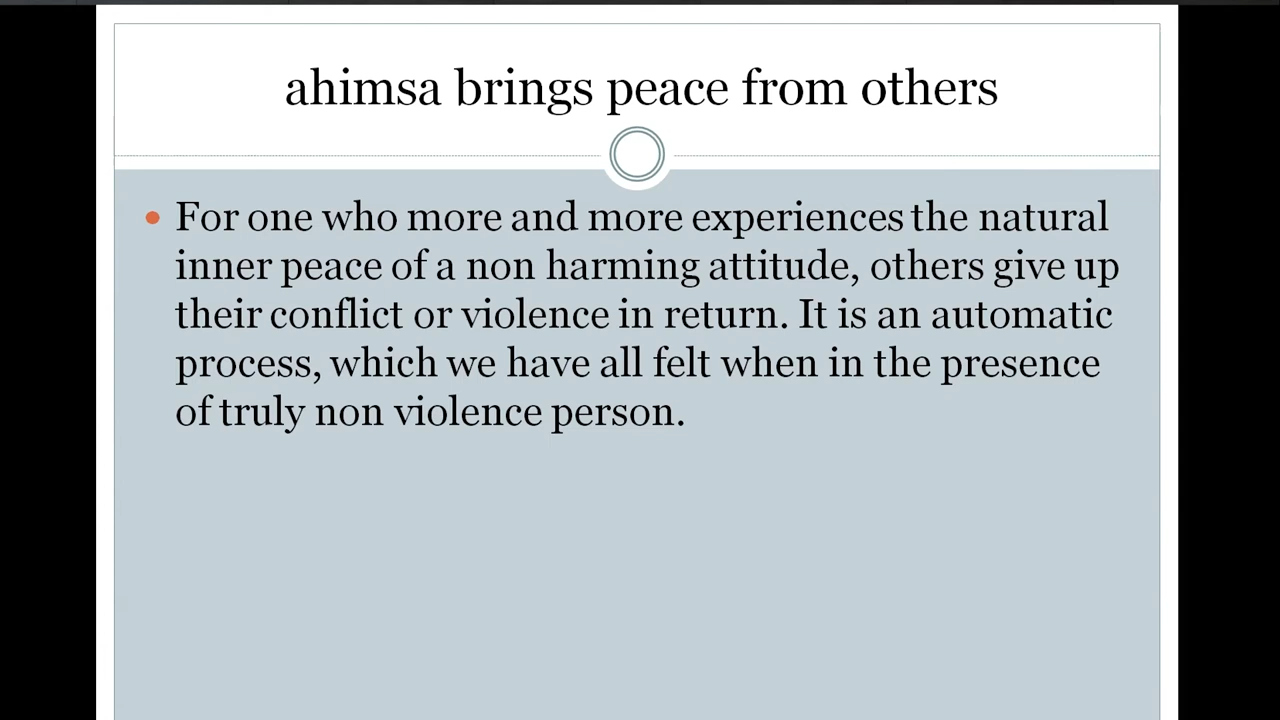 ahimsa brings peace from others
For one who more and more experiences the natural
inner peace of a non harming attitude, others give up
their conflict or violence in return. It is an automatic
process, which we have all felt when in the presence
of truly non violence person.